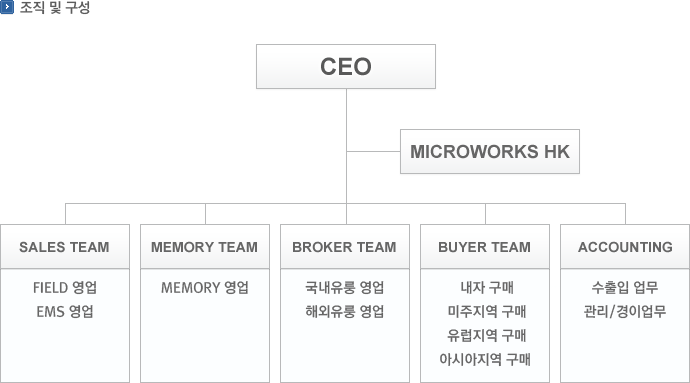 조직 및 구성
CEO
MICROWORKS HK
SALES TEAM
FIELD 영업
EMS 영업
MEMORY TEAM
MEMORY 영업
BROKER TEAM
국내유룽 영업
해외유룽 영업
BUYER TEAM
내자 구매
미주지역 구매
유럽지역 구매
아시아지역 구매
ACCOUNTING
수출입 업무
관리/경이업무